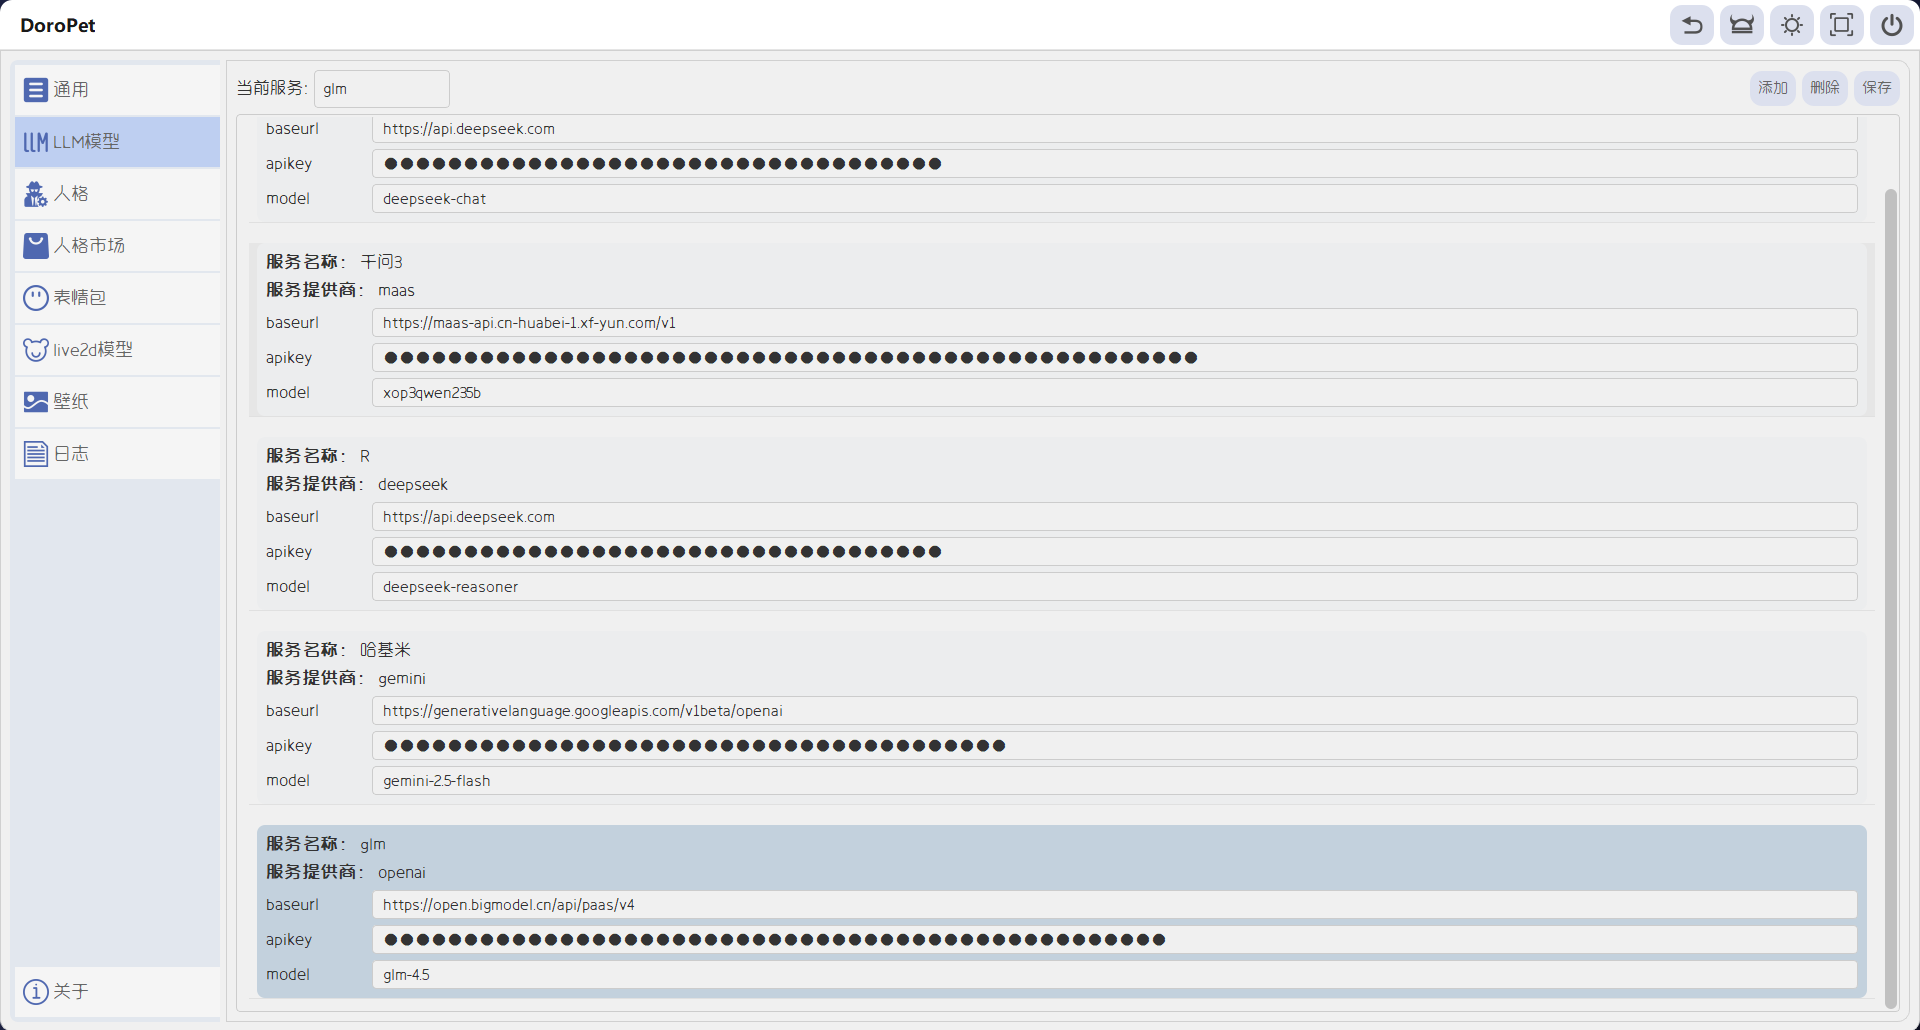 DoroPet
通用
LLM模型
人格
人格市场
表情包
live2d模型
壁纸
日志
关于
当前服务: glm
添加 删除 保存
baseurl https://api.deepseek.com
apikey ●●●●●●●●●●●●●●●●●●●●●●●●●●●●●●●●●●●
model deepseek-chat
服务名称: 千问3
服务提供商: maas
baseurl https://maas-api.cn-huabei-1.xf-yun.com/v1
apikey ●●●●●●●●●●●●●●●●●●●●●●●●●●●●●●●●●●●●●●●●●●●●●●●●●●●
model xop3qwen235b
服务名称: R
服务提供商: deepseek
baseurl https://api.deepseek.com
apikey ●●●●●●●●●●●●●●●●●●●●●●●●●●●●●●●●●●●
model deepseek-reasoner
服务名称: 哈基米
服务提供商: gemini
baseurl https://generativelanguage.googleapis.com/v1beta/openai
apikey ●●●●●●●●●●●●●●●●●●●●●●●●●●●●●●●●●●●●●●●
model gemini-2.5-flash
服务名称: glm
服务提供商: openai
baseurl https://open.bigmodel.cn/api/paas/v4
apikey ●●●●●●●●●●●●●●●●●●●●●●●●●●●●●●●●●●●●●●●●●●●●●●●●●
model glm-4.5